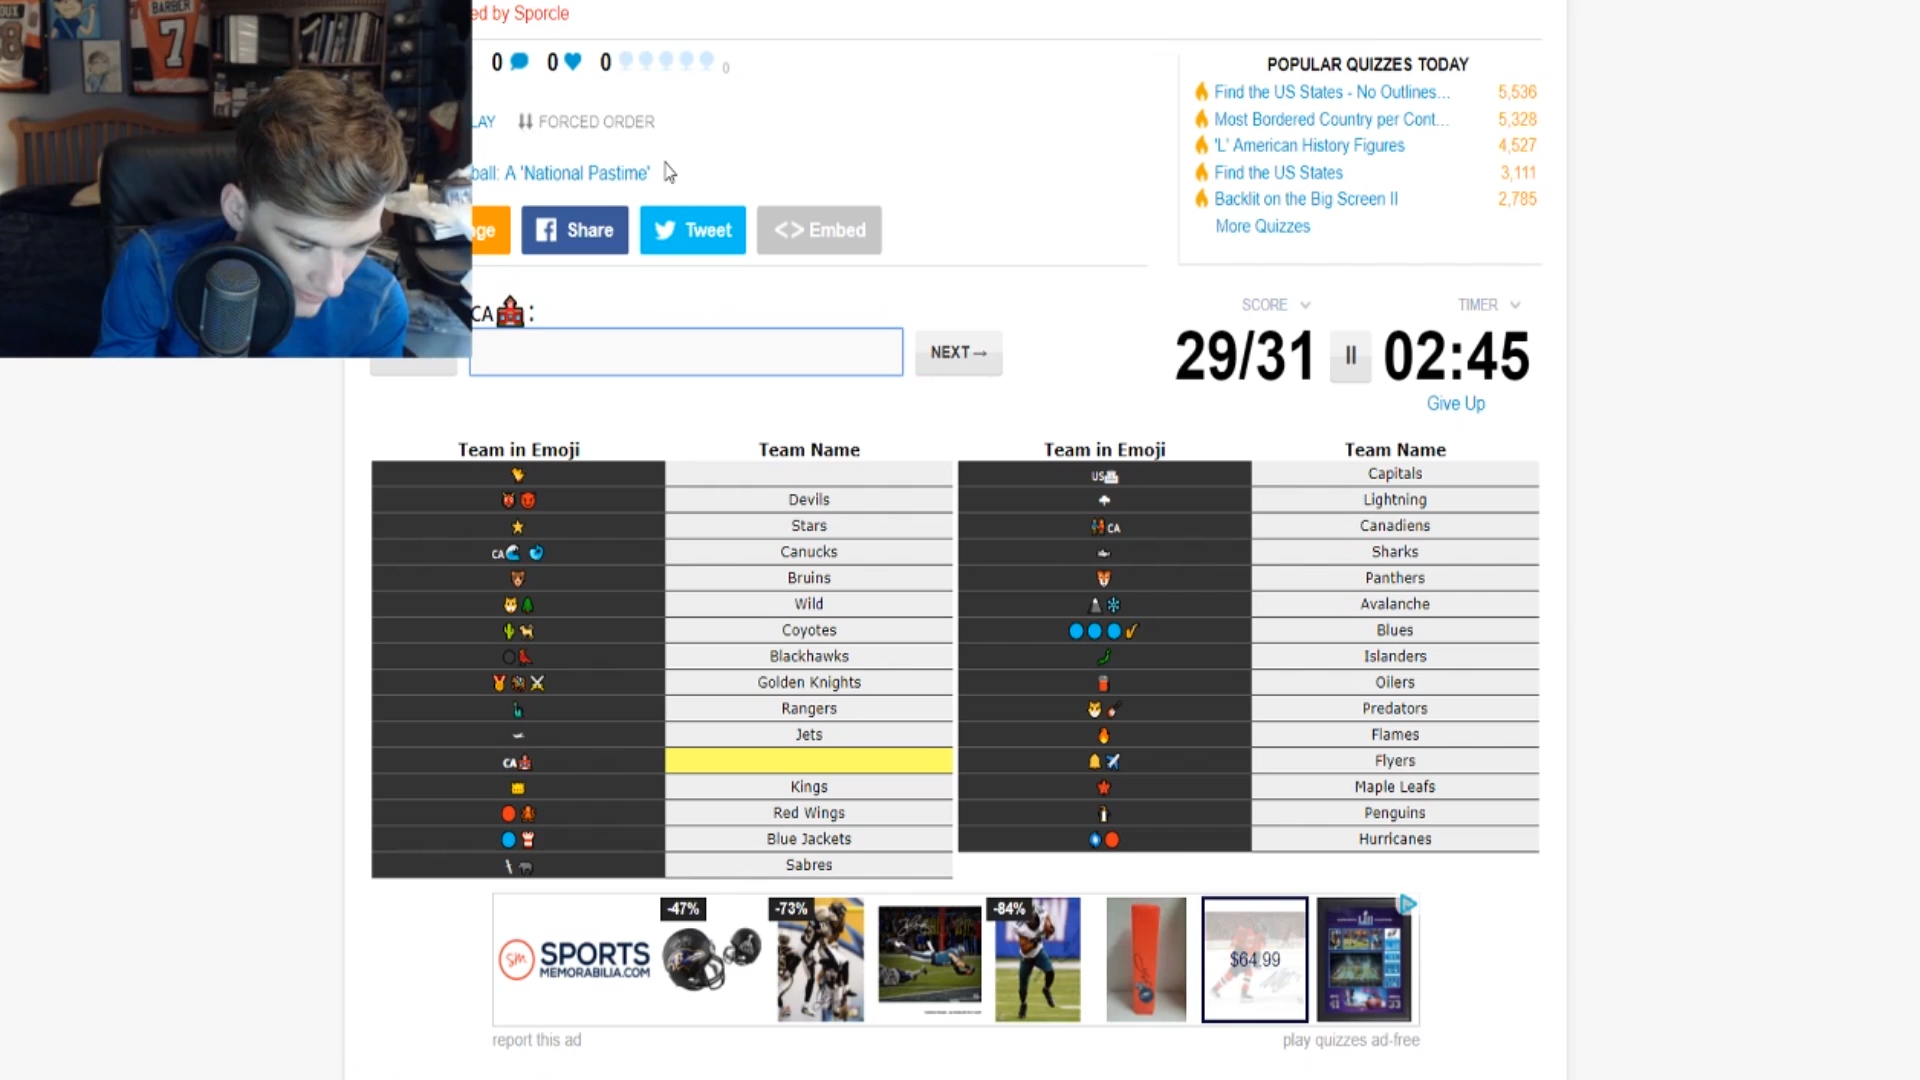 BARBER
7
ed by Sporcle
0 0 0 0
LAY FORCED ORDER
ball: A 'National Pastime'
ge Share Tweet <> Embed
POPULAR QUIZZES TODAY
Find the US States - No Outlines... 5,536
Most Bordered Country per Cont... 5,328
'L' American History Figures 4,527
Find the US States 3,111
Backlit on the Big Screen II 2,785
More Quizzes
CA :
NEXT→
SCORE TIMER
29/31 02:45
Give Up
Team in Emoji Team Name Team in Emoji Team Name
US Capitals
Devils Lightning
Stars CA Canadiens
CA Canucks Sharks
Bruins Panthers
Wild Avalanche
Coyotes Blues
Blackhawks Islanders
Golden Knights Oilers
Rangers Predators
Jets Flames
CA Flyers
Kings Maple Leafs
Red Wings Penguins
Blue Jackets Hurricanes
Sabres
-47% -73% -84%
sm SPORTS
MEMORABILIA.COM
$64.99
LII
report this ad play quizzes ad-free